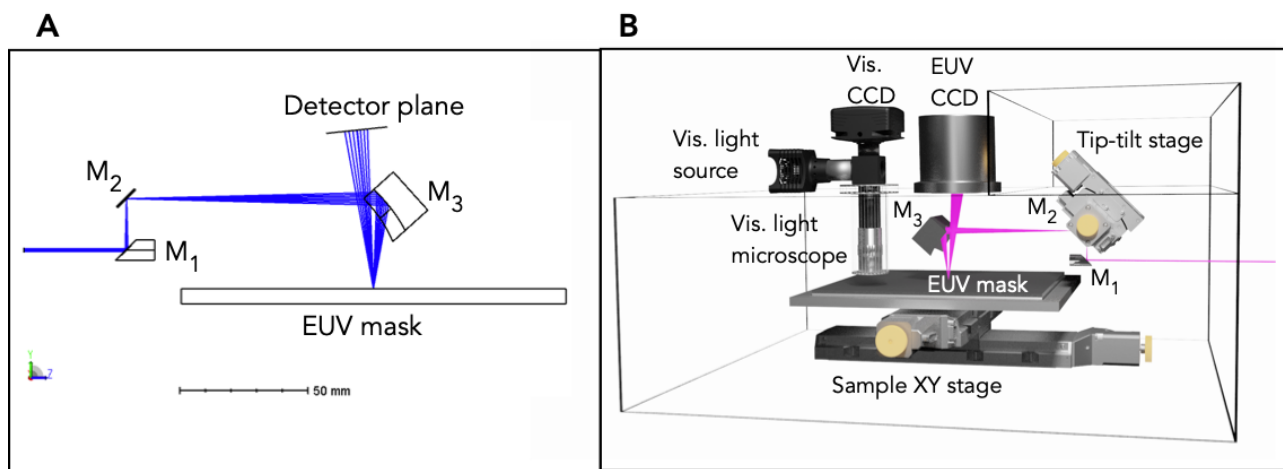 A
Detector plane
M2
M3
M1
EUV mask
Y
Z
50 mm
B
Vis.
CCD
EUV
CCD
Vis. light
source
Tip-tilt stage
M3
M2
Vis. light
microscope
EUV mask
M1
Sample XY stage